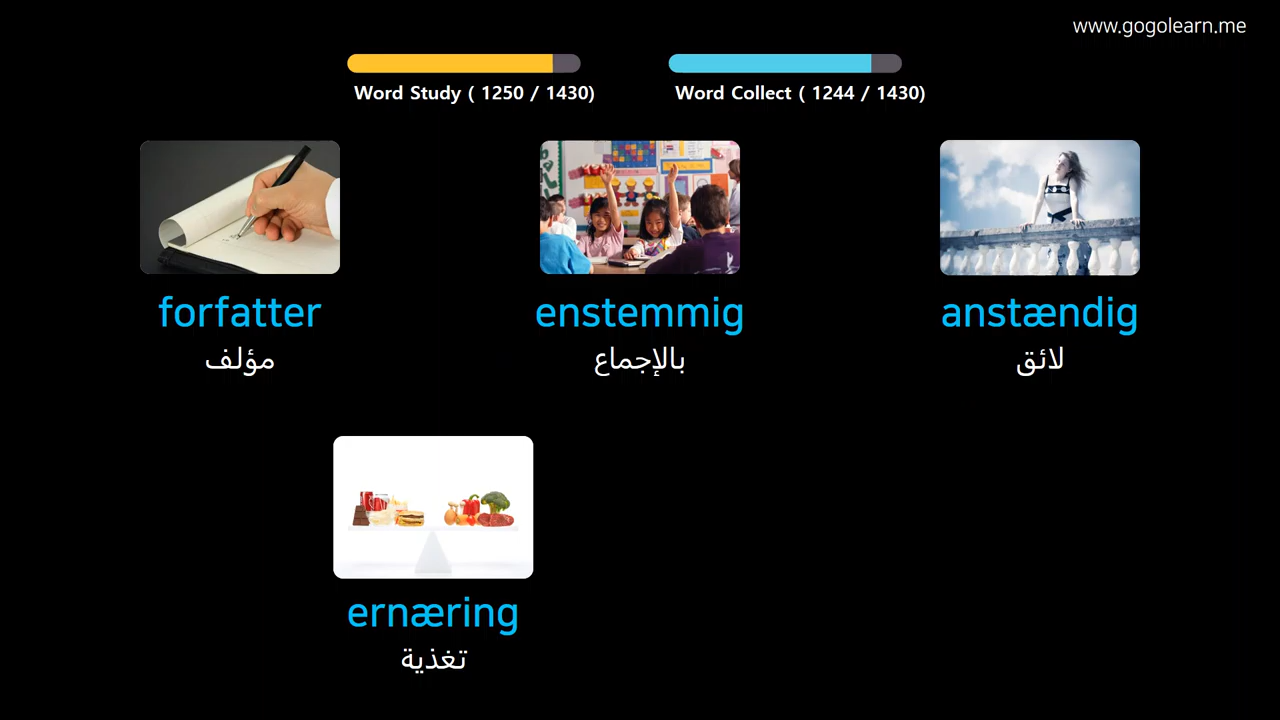 www.gogolearn.me
Word Study ( 1250 / 1430)
Word Collect ( 1244 / 1430)
forfatter
مؤلف
enstemmig
بالإجماع
anstændig
لائق
ernæring
تغذية